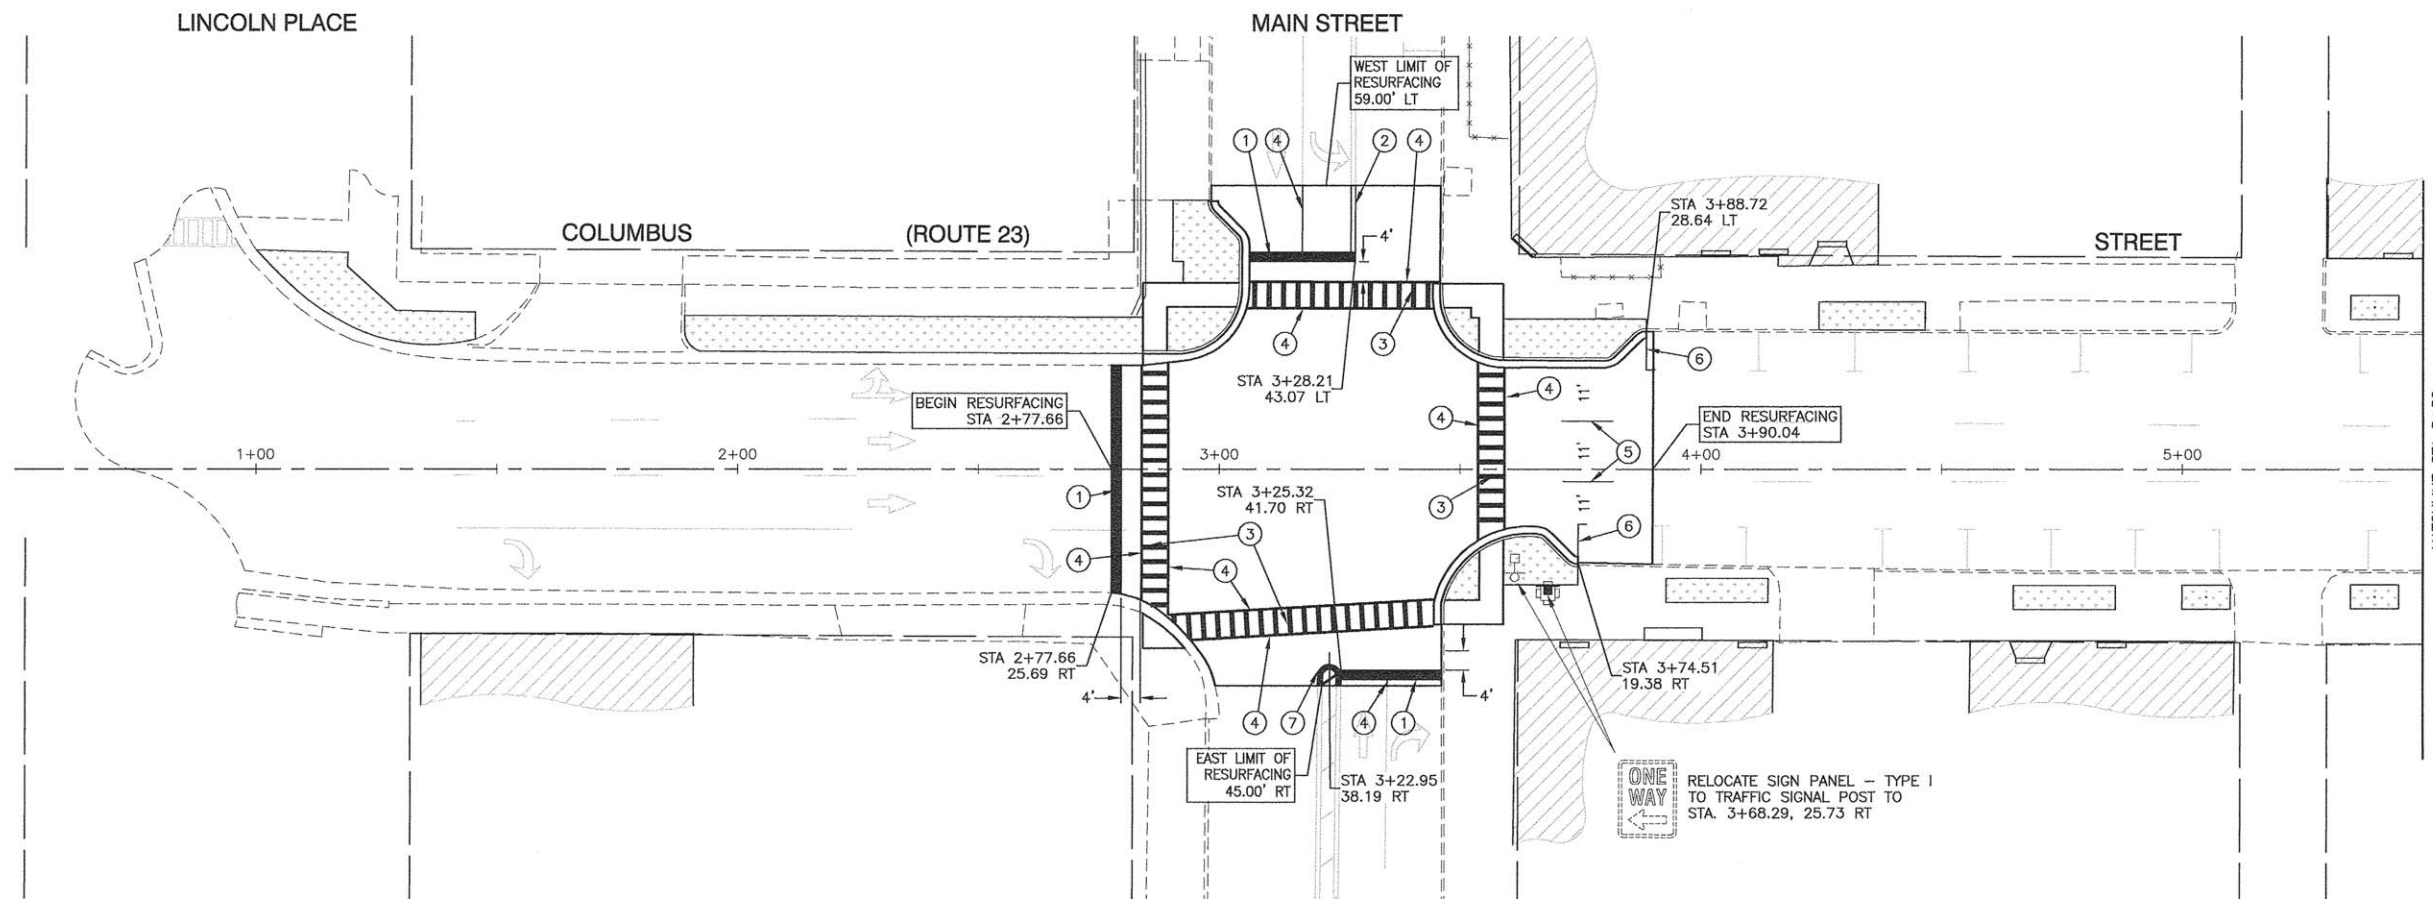 LINCOLN PLACE
MAIN STREET
WEST LIMIT OF
RESURFACING
59.00' LT
1
4
2
4
STA 3+88.72
28.64 LT
COLUMBUS
(ROUTE 23)
STREET
4'
1
4
3
6
STA 3+28.21
43.07 LT
4
11'
BEGIN RESURFACING
STA 2+77.66
4
END RESURFACING
STA 3+90.04
1+00
2+00
3+00
4+00
5+00
11'
5
1
STA 3+25.32
41.70 RT
3
11'
3
6
4
4
STA 2+77.66
25.69 RT
STA 3+74.51
19.38 RT
4'
4'
4
7
4
1
EAST LIMIT OF
RESURFACING
45.00' RT
STA 3+22.95
38.19 RT
ONE
WAY
RELOCATE SIGN PANEL – TYPE I
TO TRAFFIC SIGNAL POST TO
STA. 3+68.29, 25.73 RT